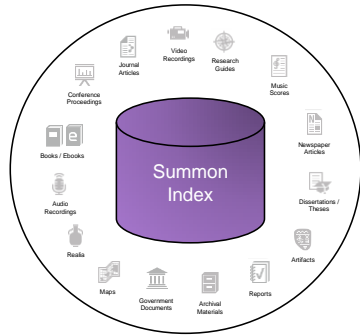 Video
Recordings
Research
Guides
Music
Scores
Newspaper
Articles
Dissertations /
Theses
Artifacts
Reports
Archival
Materials
Government
Documents
Maps
Realia
Audio
Recordings
Books / Ebooks
Conference
Proceedings
Journal
Articles
Summon
Index